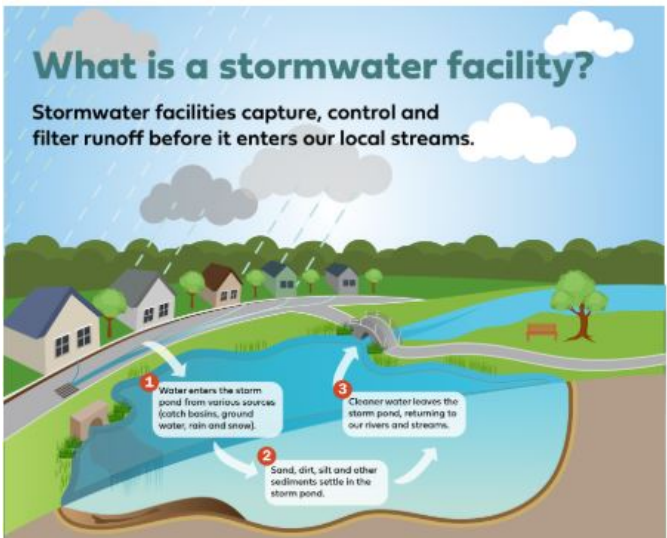 What is a stormwater facility?
Stormwater facilities capture, control and
filter runoff before it enters our local streams.
1
Water enters the storm
pond from various sources
(catch basins, ground
water, rain and snow).
2
Sand, dirt, silt and other
sediments settle in the
storm pond.
3
Cleaner water leaves the
storm pond, returning to
our rivers and streams.